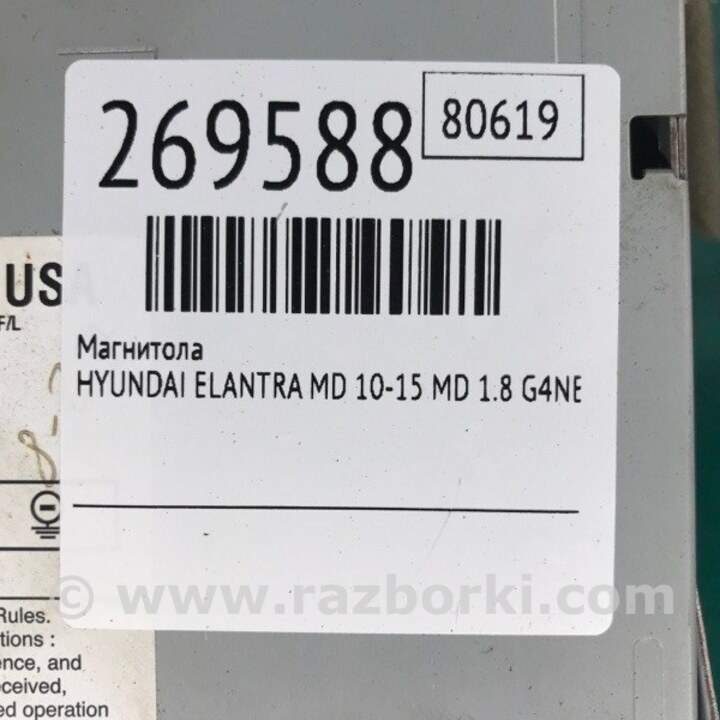 269588
80619
USA
F/L
Магнитола
HYUNDAI ELANTRA MD 10-15 MD 1.8 G4NE
© www.razborki.com
Rules.
tions :
ence, and
ceived,
ed operation